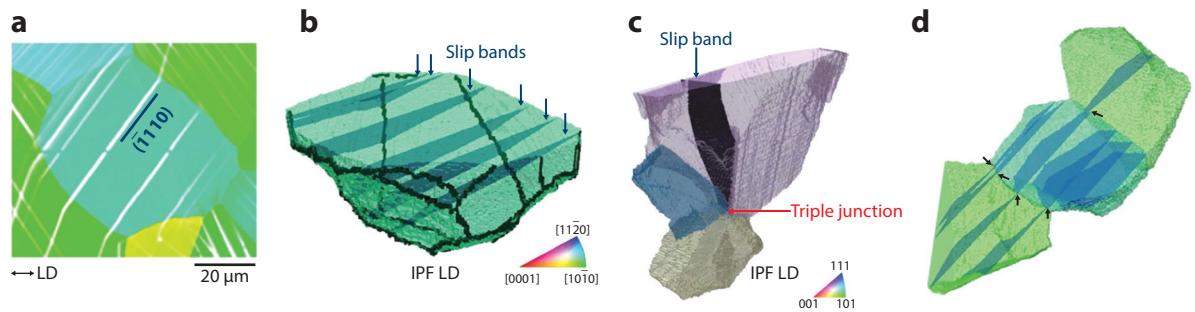 a
(1̄110)
LD
20 μm
b
Slip bands
IPF LD
[112̄0]
[0001]
[101̄0]
c
Slip band
Triple junction
IPF LD
111
001
101
d